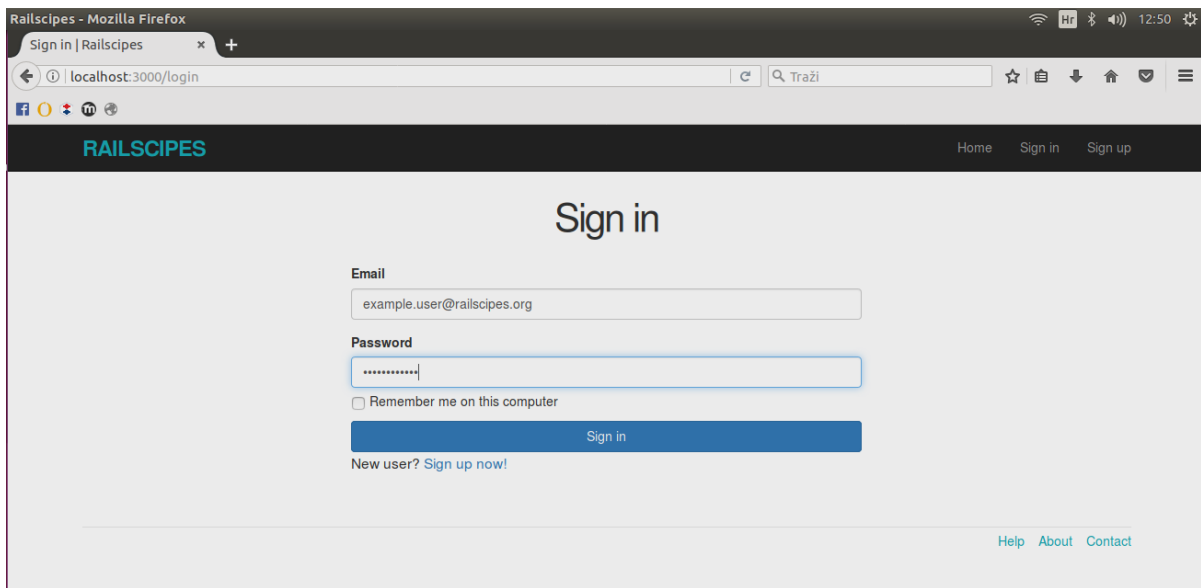 Railscipes - Mozilla Firefox Hr 12:50
Sign in | Railscipes × +
localhost:3000/login Traži
RAILSCIPES Home Sign in Sign up
Sign in
Email
example.user@railscipes.org
Password
••••••••••••
Remember me on this computer
Sign in
New user? Sign up now!
Help About Contact